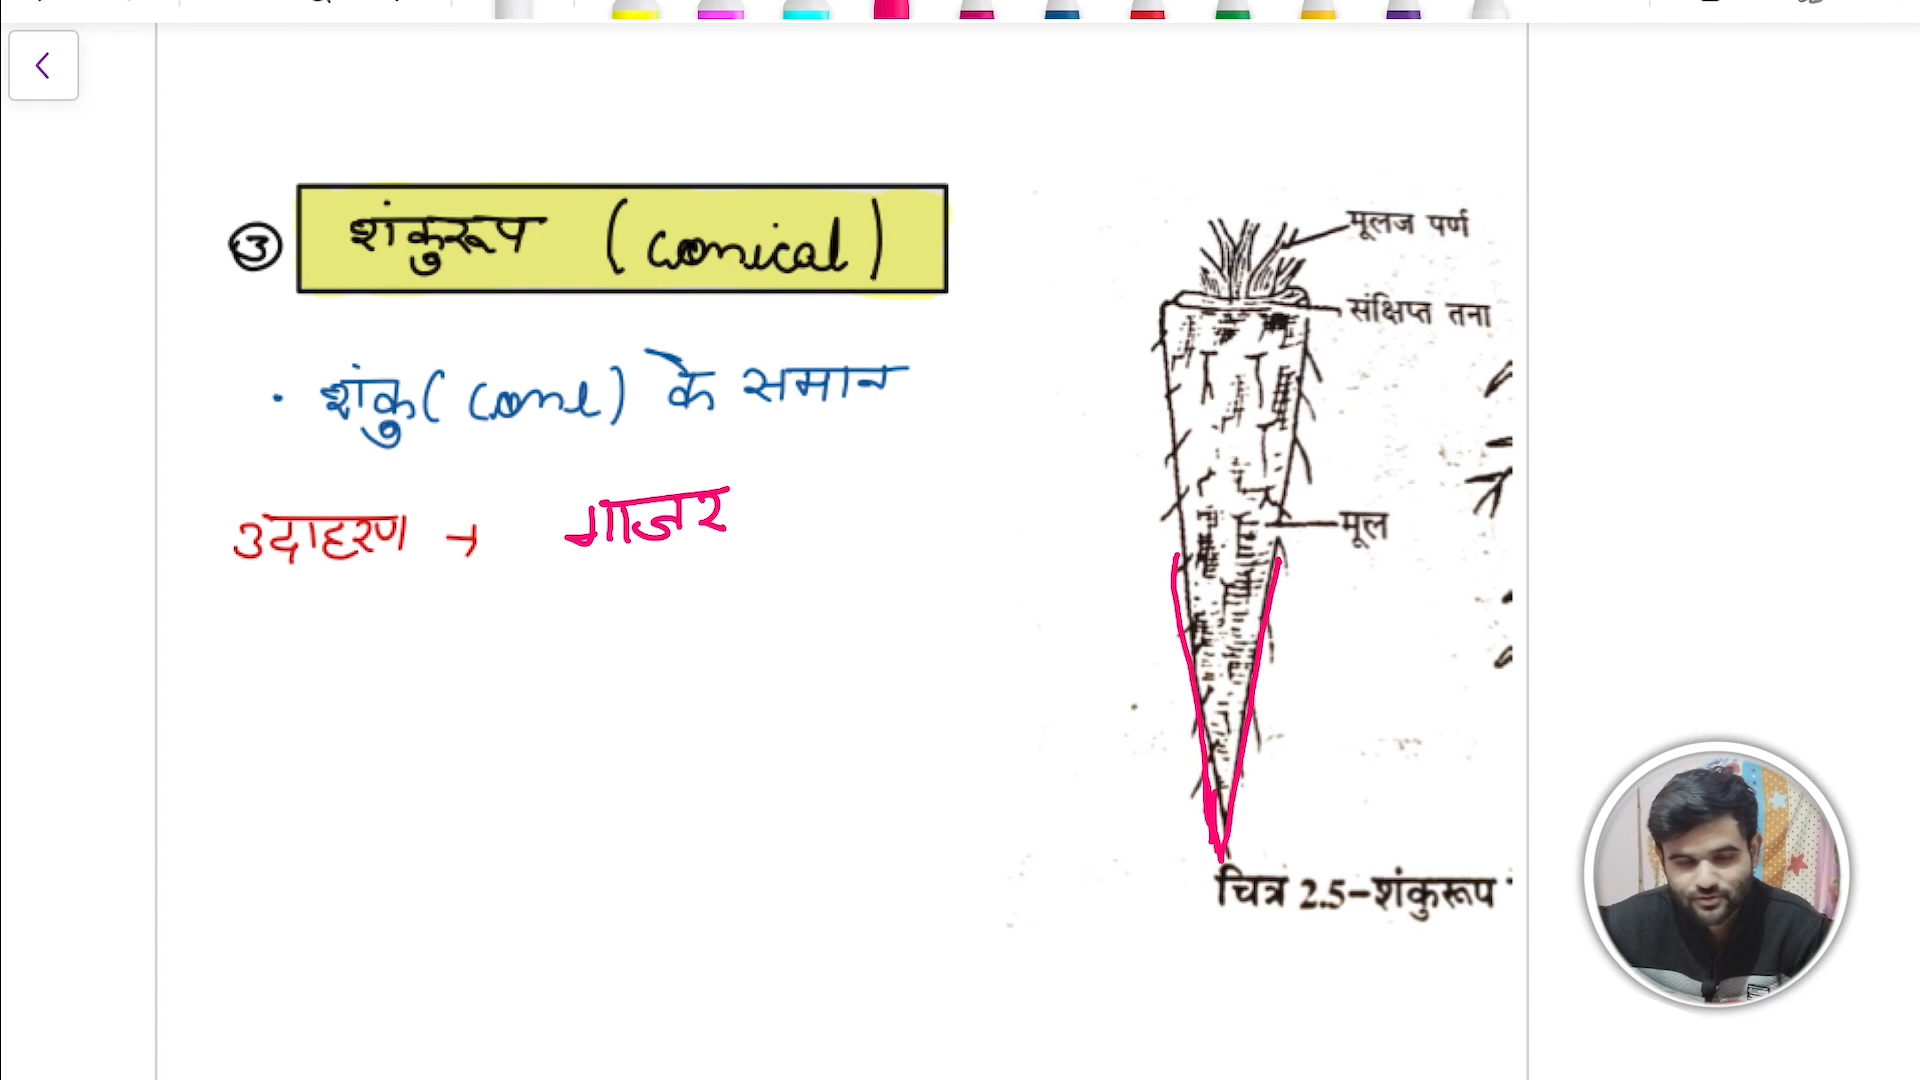 ③ शंकुरूप (conical)
· शंकु (cone) के समान
उदाहरण → गाजर
मूलज पर्ण
संक्षिप्त तना
मूल
चित्र 2.5-शंकुरूप